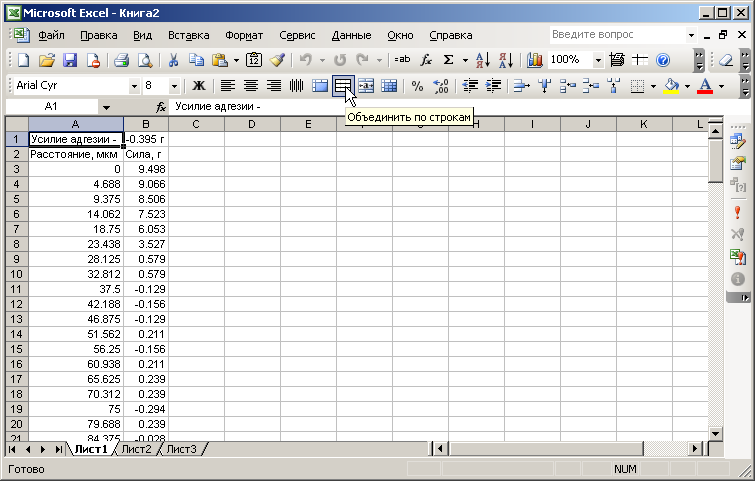 Microsoft Excel - Книга2
Файл Правка Вид Вставка Формат Сервис Данные Окно Справка Введите вопрос
100%
Arial Cyr 8 Ж %
A1 fx Усилие адгезии -
Объединить по строкам
A B C D E F G H I J K L
1 Усилие адгезии - -0.395 г
2 Расстояние, мкм Сила, г
3 0 9.498
4 4.688 9.066
5 9.375 8.506
6 14.062 7.523
7 18.75 6.053
8 23.438 3.527
9 28.125 0.579
10 32.812 0.579
11 37.5 -0.129
12 42.188 -0.156
13 46.875 -0.129
14 51.562 0.211
15 56.25 -0.156
16 60.938 0.211
17 65.625 0.239
18 70.312 0.239
19 75 -0.294
20 79.688 0.239
21 84.375 -0.028
Лист1 Лист2 Лист3
Готово NUM